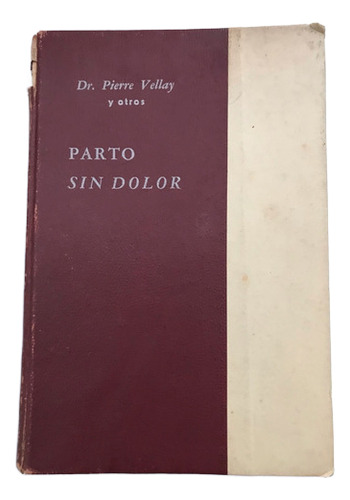 Dr. Pierre Vellay
y otros
PARTO
SIN DOLOR